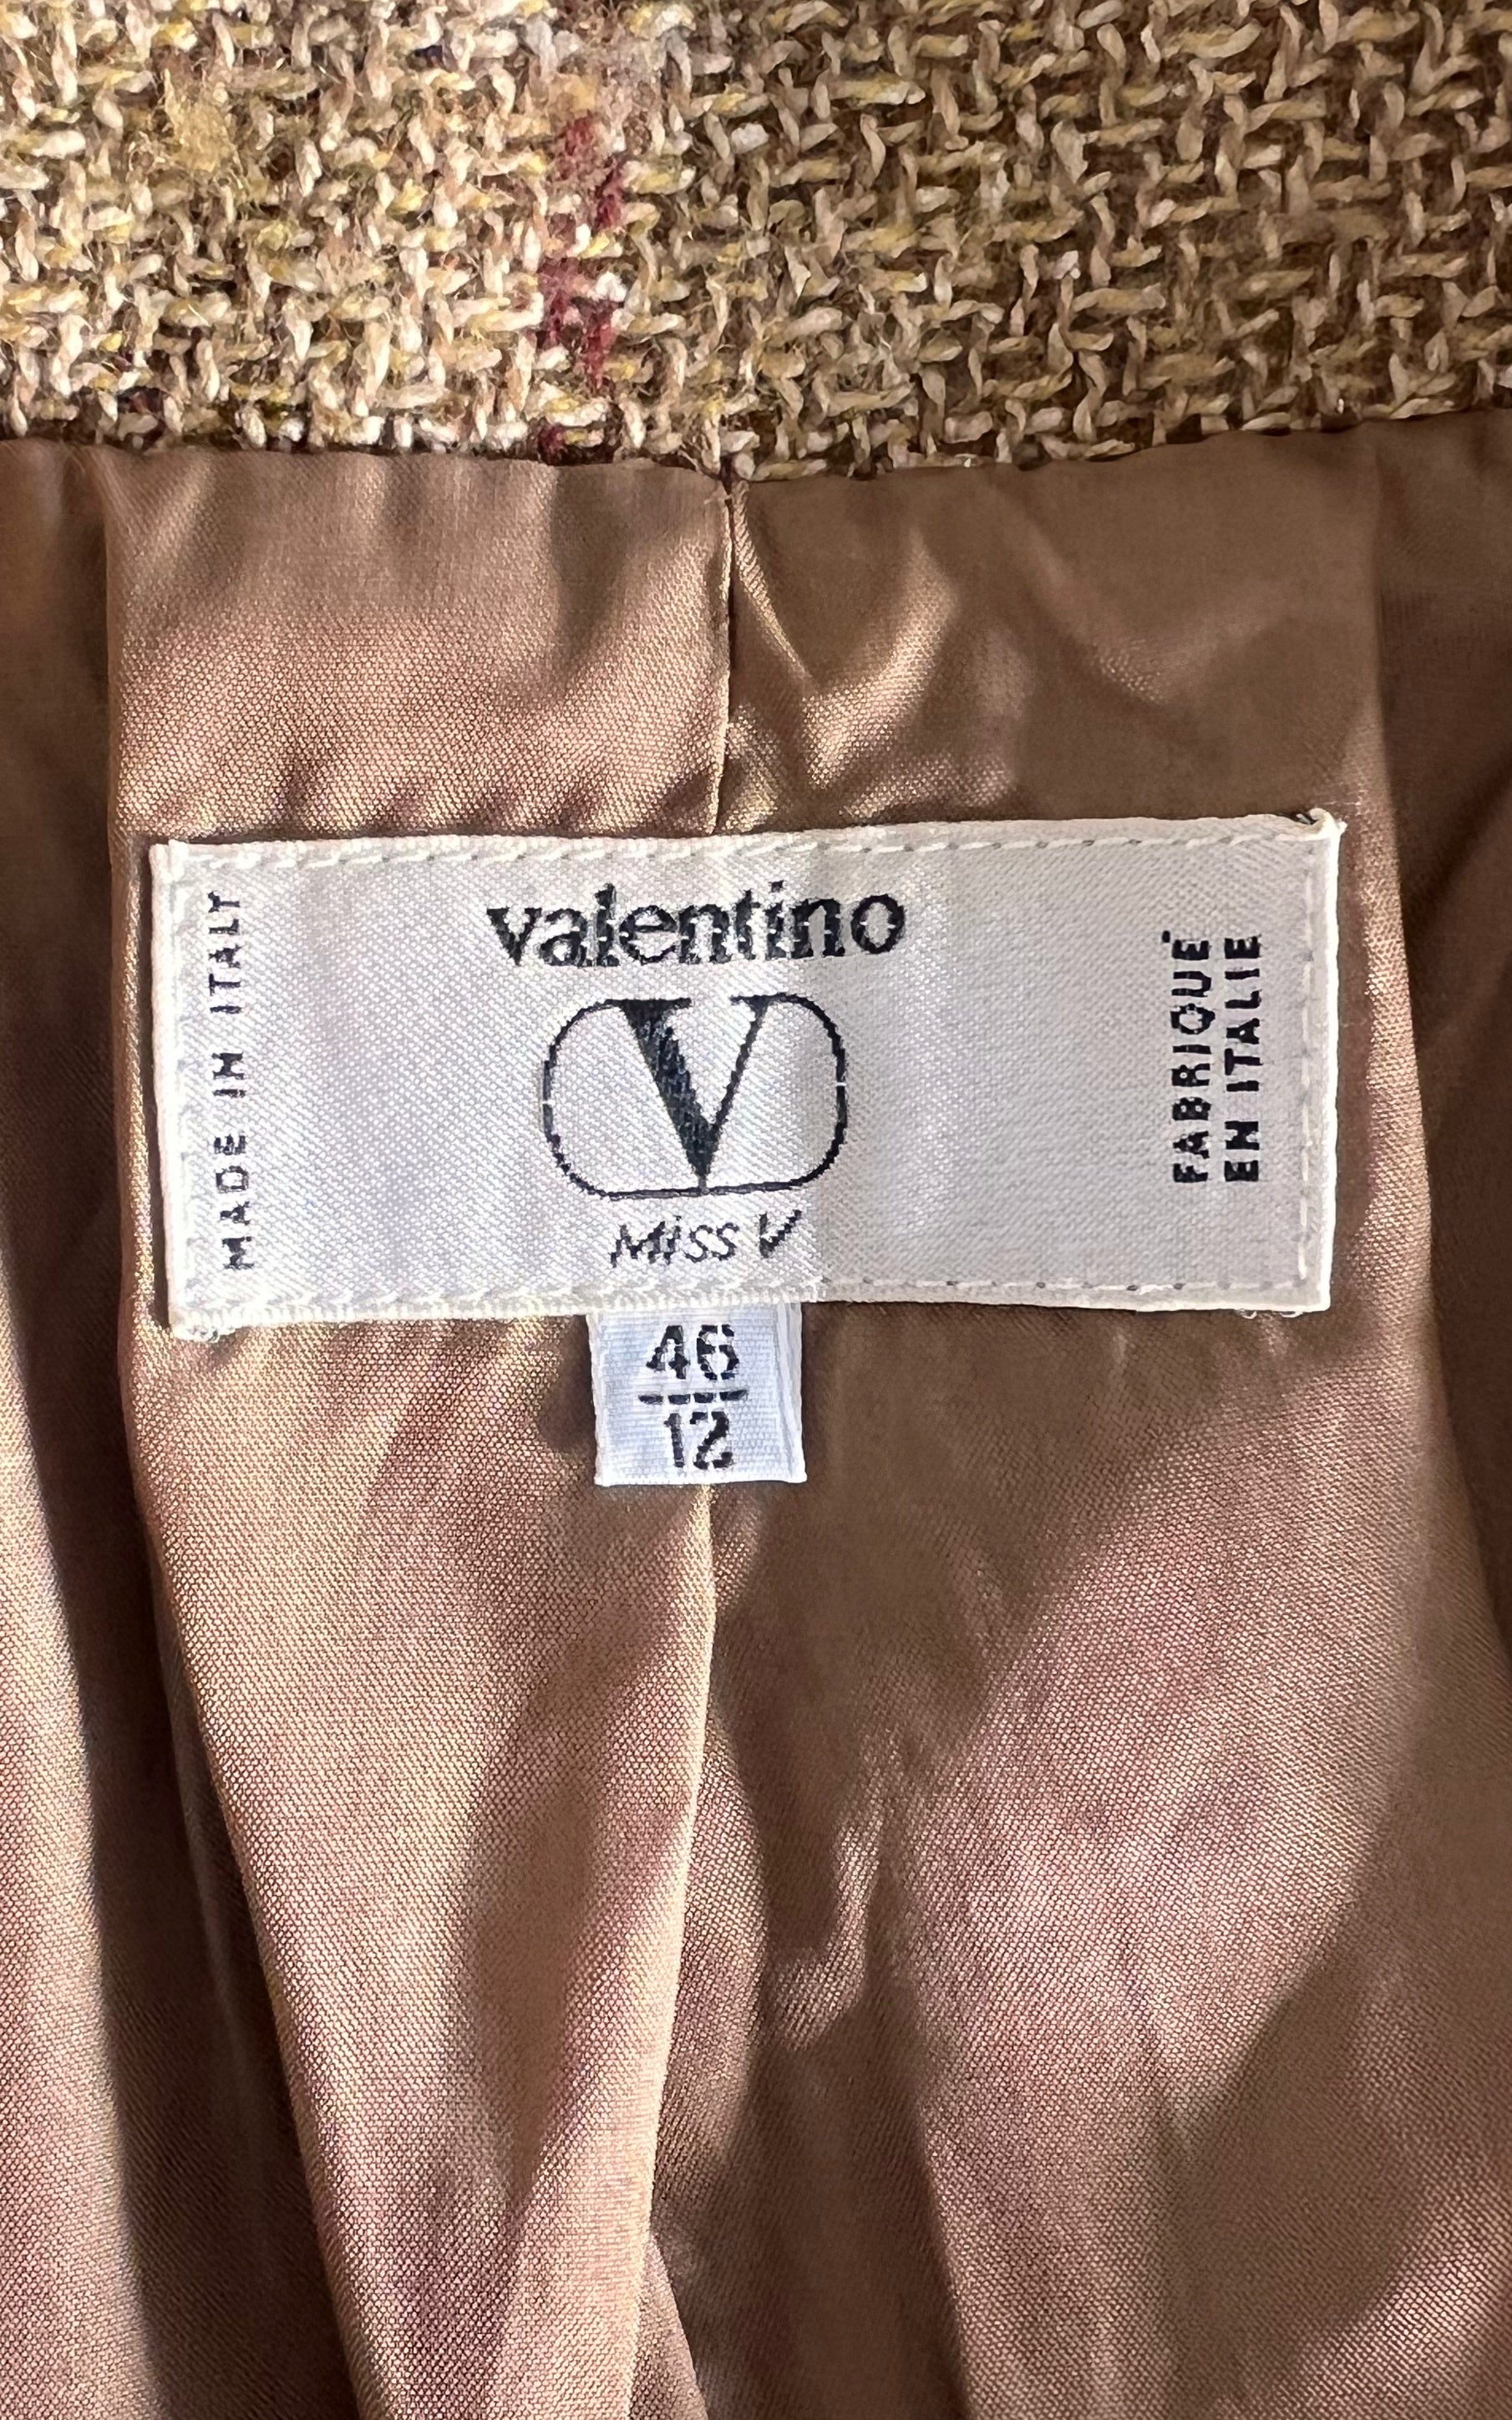 MADE IN ITALY
valentino
V
Miss V
FABRIQUÉ
EN ITALIE
46
12